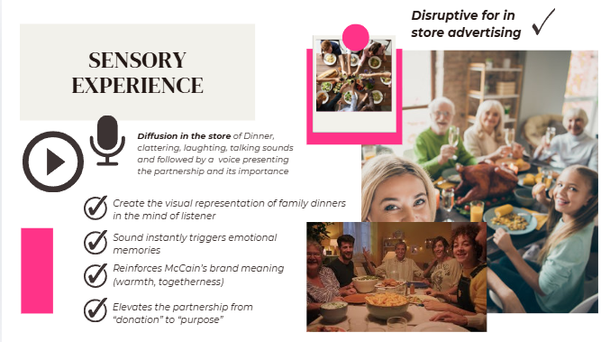 SENSORY
EXPERIENCE
Disruptive for in
store advertising
Diffusion in the store of Dinner,
clattering, laughting, talking sounds
and followed by a voice presenting
the partnership and its importance
Create the visual representation of family dinners
in the mind of listener
Sound instantly triggers emotional
memories
Reinforces McCain's brand meaning
(warmth, togetherness)
Elevates the partnership from
“donation” to “purpose”